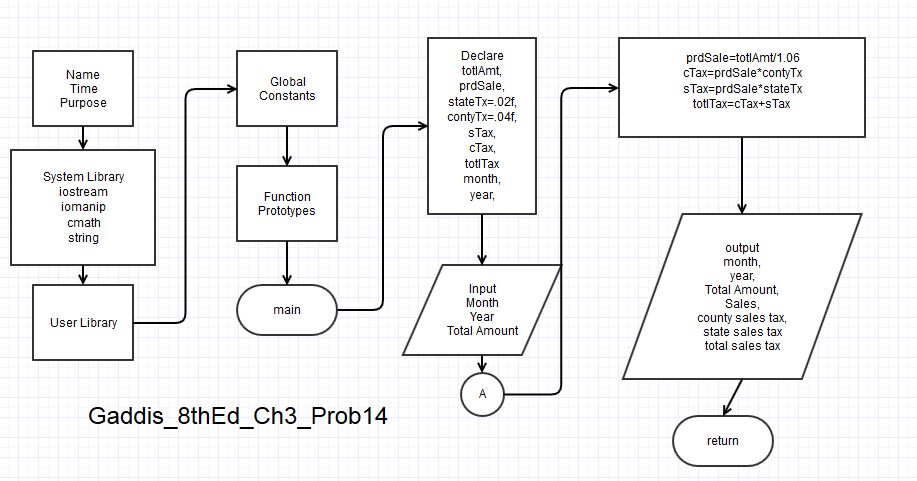 Name
Time
Purpose
System Library
iostream
iomanip
cmath
string
User Library
Global
Constants
Function
Prototypes
main
Declare
totlAmt,
prdSale,
stateTx=.02f,
contyTx=.04f,
sTax,
cTax,
totlTax
month,
year,
Input
Month
Year
Total Amount
A
prdSale=totlAmt/1.06
cTax=prdSale*contyTx
sTax=prdSale*stateTx
totlTax=cTax+sTax
output
month,
year,
Total Amount,
Sales,
county sales tax,
state sales tax
total sales tax
return
Gaddis_8thEd_Ch3_Prob14